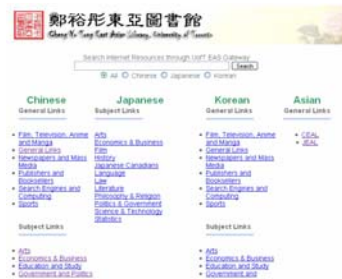 鄭裕彤東亞圖書館
Cheng Yu Tung East Asian Library, University of Toronto
Search Internet Resources through UofT EAS Gateway
Search
All Chinese Japanese Korean
Chinese
General Links
Film, Television, Anime and Manga
General Links
Newspapers and Mass Media
Publishers and Booksellers
Search Engines and Computing
Sports
Subject Links
Arts
Economics & Business
Education and Study
Government and Politics
Japanese
Subject Links
Arts
Economics & Business
Film
History
Japanese Canadians
Language
Law
Literature
Philosophy & Religion
Politics & Government
Science & Technology
Statistics
Korean
General Links
Film, Television, Anime and Manga
General Links
Newspapers and Mass Media
Publishers and Booksellers
Search Engines and Computing
Sports
Subject Links
Arts
Economics & Business
Education and Study
Government and
Asian
General Links
CEAL
JEAL